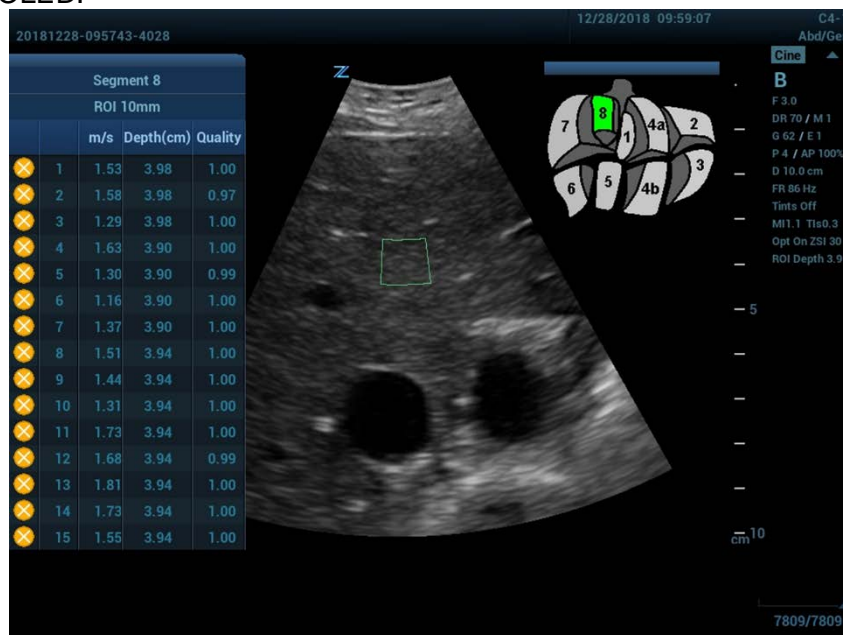 20181228-095743-4028
12/28/2018 09:59:07
C4-
Abd/Ge
Segment 8
ROI 10mm
m/s Depth(cm) Quality
1 1.53 3.98 1.00
2 1.58 3.98 0.97
3 1.29 3.98 1.00
4 1.63 3.90 1.00
5 1.30 3.90 0.99
6 1.16 3.90 1.00
7 1.37 3.90 1.00
8 1.51 3.94 1.00
9 1.44 3.94 1.00
10 1.31 3.94 1.00
11 1.73 3.94 1.00
12 1.68 3.94 0.99
13 1.81 3.94 1.00
14 1.73 3.94 1.00
15 1.55 3.94 1.00
Z
7 8 1 4a 2
6 5 4b 3
5
cm 10
Cine
B
F 3.0
DR 70 / M 1
G 62 / E 1
P 4 / AP 100%
D 10.0 cm
FR 86 Hz
Tints Off
MI1.1 TIs0.3
Opt On ZSI 30
ROI Depth 3.9
7809/7809